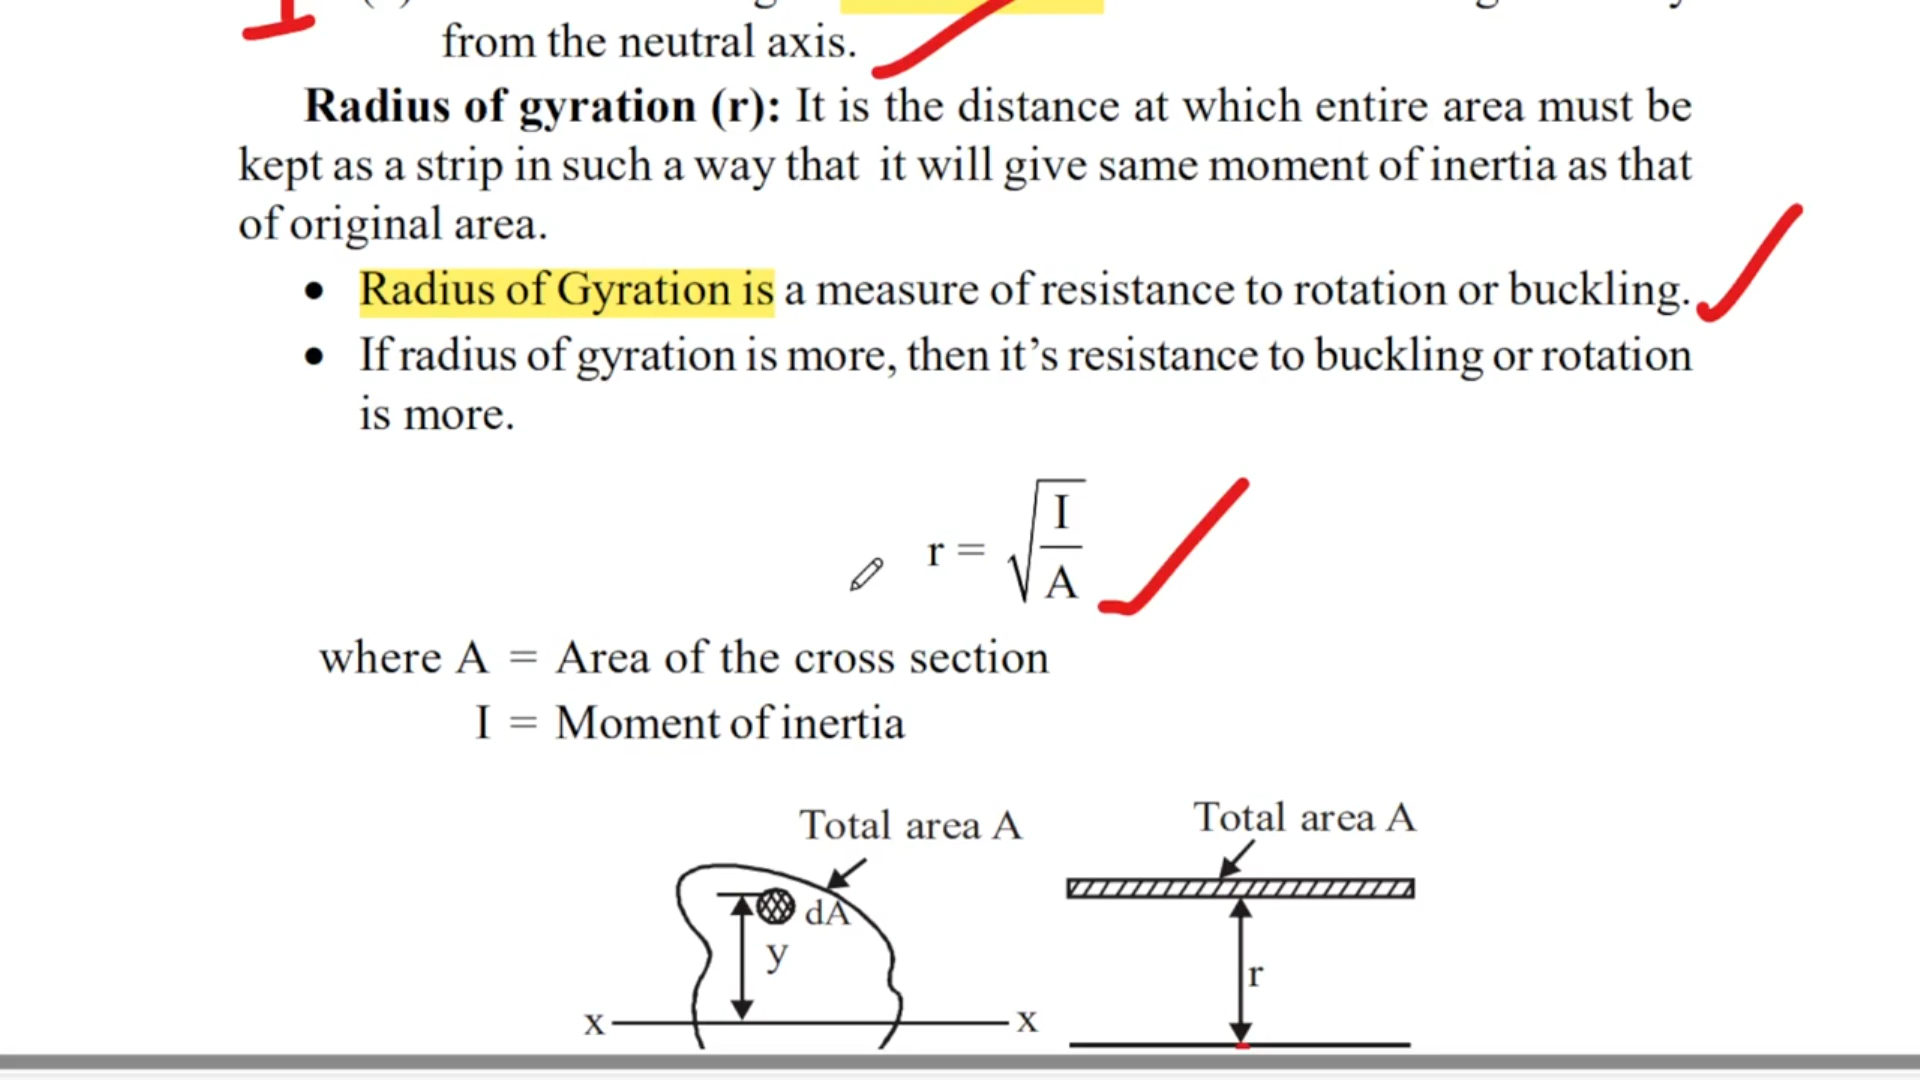 from the neutral axis.
Radius of gyration (r): It is the distance at which entire area must be
kept as a strip in such a way that it will give same moment of inertia as that
of original area.
• Radius of Gyration is a measure of resistance to rotation or buckling.
• If radius of gyration is more, then it’s resistance to buckling or rotation
is more.
r = √(I/A)
where A = Area of the cross section
I = Moment of inertia
Total area A
Total area A
dA
y
r
x x